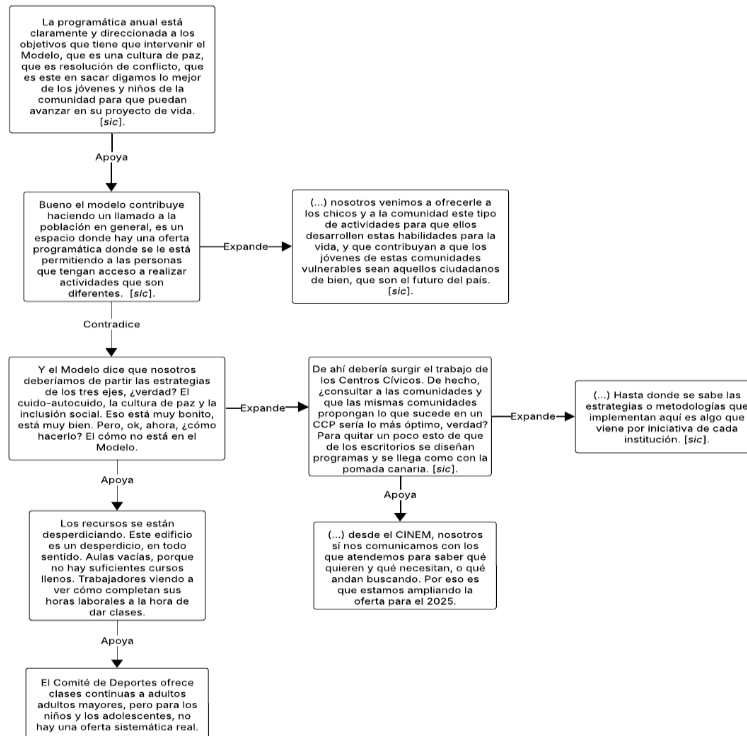 La programática anual está
claramente y direccionada a los
objetivos que tiene que intervenir el
Modelo, que es una cultura de paz,
que es resolución de conflicto, que
es este en sacar digamos lo mejor
de los jóvenes y niños de la
comunidad para que puedan
avanzar en su proyecto de vida.
[sic].
Apoya
Bueno el modelo contribuye
haciendo un llamado a la
población en general, es un
espacio donde hay una oferta
programática donde se le está
permitiendo a las personas
que tengan acceso a realizar
actividades que son
diferentes. [sic].
Expande
(...) nosotros venimos a ofrecerle a
los chicos y a la comunidad este tipo
de actividades para que ellos
desarrollen estas habilidades para la
vida, y que contribuyan a que los
jóvenes de estas comunidades
vulnerables sean aquellos ciudadanos
de bien, que son el futuro del país.
[sic].
Contradice
Y el Modelo dice que nosotros
deberíamos de partir las estrategias
de los tres ejes, ¿verdad? El
cuido-autocuido, la cultura de paz y la
inclusión social. Eso está muy bonito,
está muy bien. Pero, ok, ahora, ¿cómo
hacerlo? El cómo no está en el
Modelo.
Expande
De ahí debería surgir el trabajo de
los Centros Cívicos. De hecho,
¿consultar a las comunidades y
que las mismas comunidades
propongan lo que sucede en un
CCP sería lo más óptimo, verdad?
Para quitar un poco esto de que
de los escritorios se diseñan
programas y se llega como con la
pomada canaria. [sic].
Expande
(...) Hasta donde se sabe las
estrategias o metodologías que
implementan aquí es algo que
viene por iniciativa de cada
institución. [sic].
Apoya
Los recursos se están
desperdiciando. Este edificio
es un desperdicio, en todo
sentido. Aulas vacías, porque
no hay suficientes cursos
llenos. Trabajadores viendo a
ver cómo completan sus
horas laborales a la hora de
dar clases.
Apoya
(...) desde el CINEM, nosotros
sí nos comunicamos con los
que atendemos para saber qué
quieren y qué necesitan, o qué
andan buscando. Por eso es
que estamos ampliando la
oferta para el 2025.
Apoya
El Comité de Deportes ofrece
clases continuas a adultos
adultos mayores, pero para los
niños y los adolescentes, no
hay una oferta sistemática real.